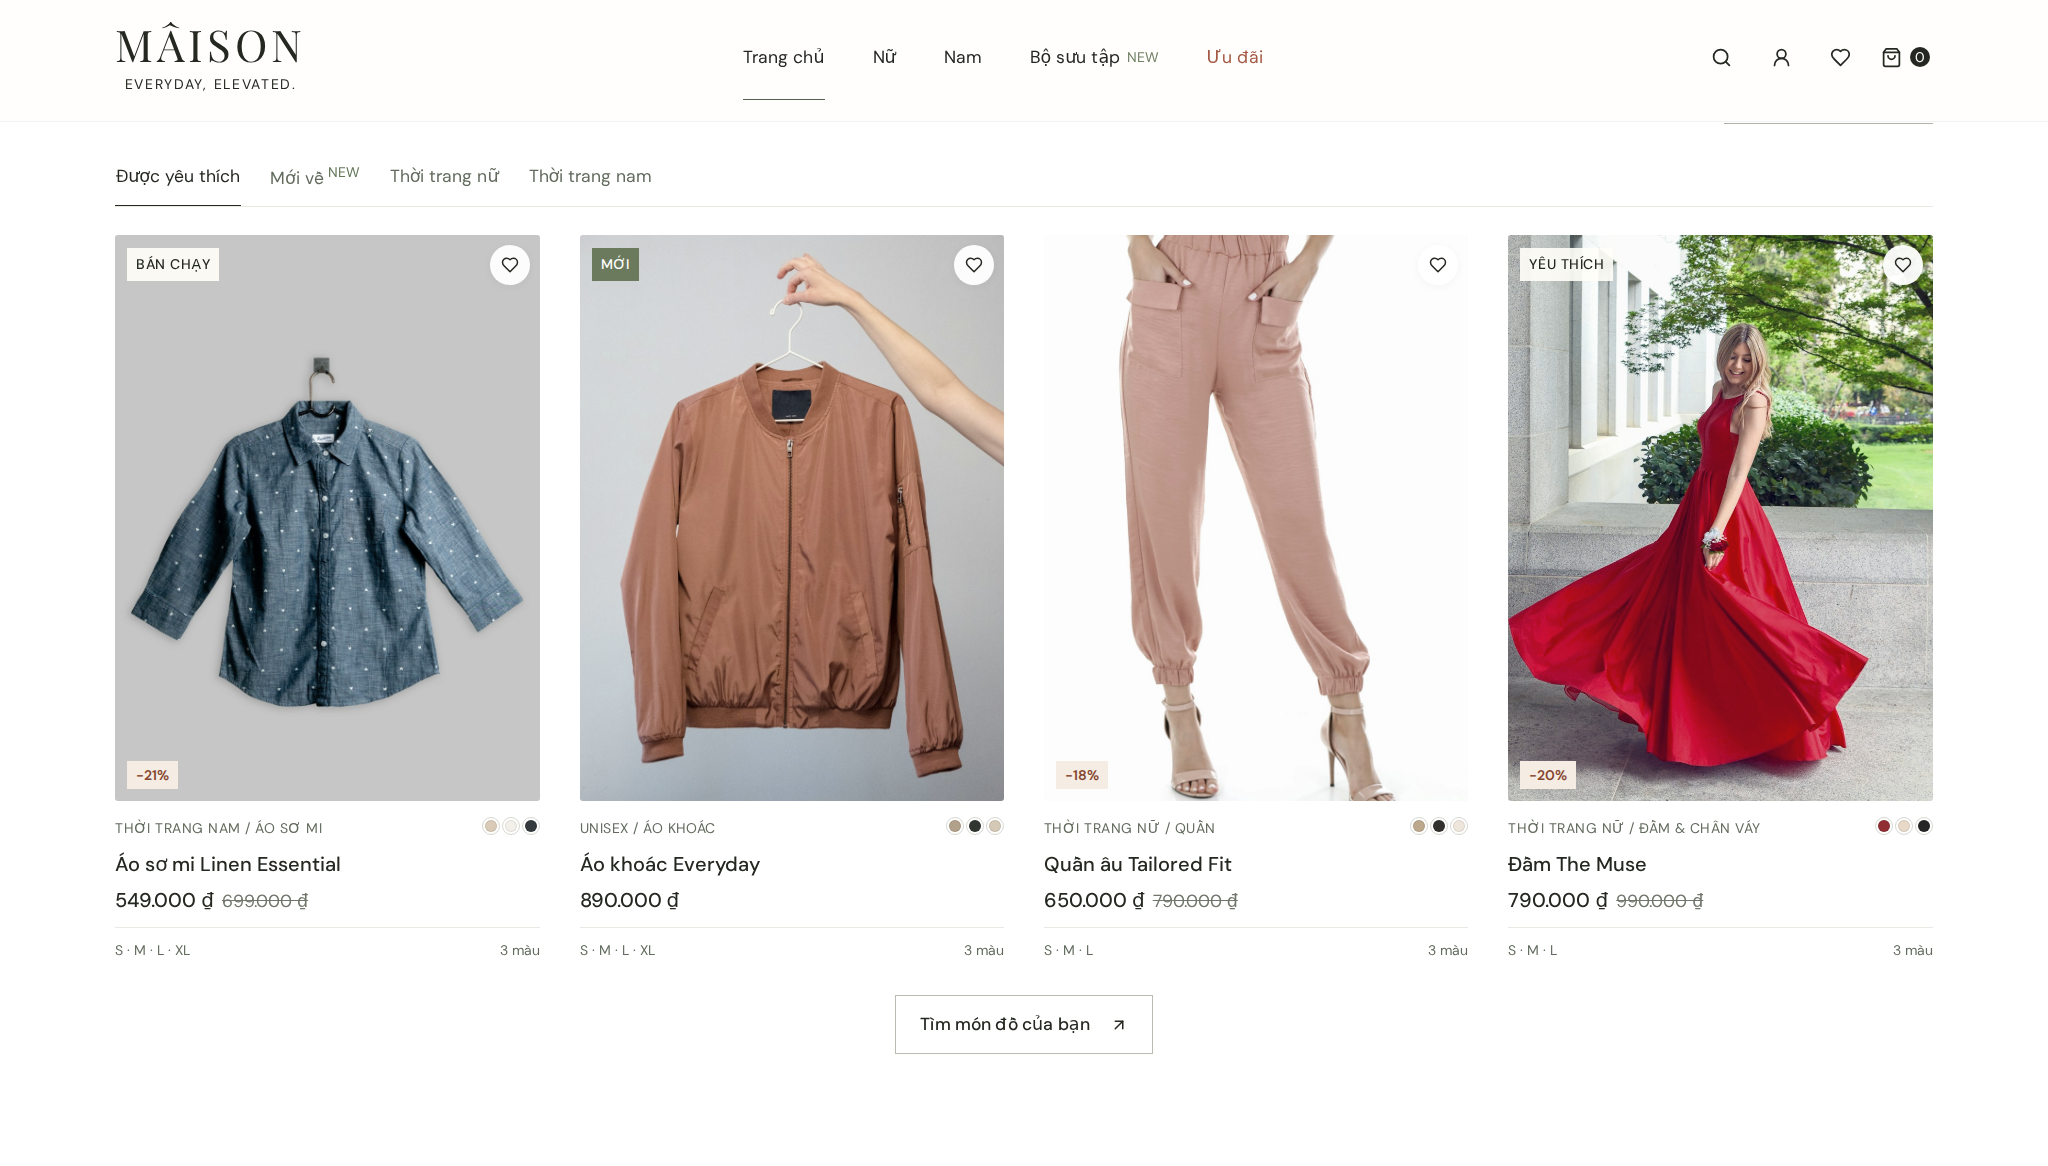 MÂISON
EVERYDAY, ELEVATED.
Trang chủ
Nữ
Nam
Bộ sưu tập NEW
Ưu đãi
0
Được yêu thích
Mới về NEW
Thời trang nữ
Thời trang nam
BÁN CHẠY
-21%
THỜI TRANG NAM / ÁO SƠ MI
Áo sơ mi Linen Essential
549.000 ₫ 699.000 ₫
S · M · L · XL
3 màu
MỚI
UNISEX / ÁO KHOÁC
Áo khoác Everyday
890.000 ₫
S · M · L · XL
3 màu
-18%
THỜI TRANG NỮ / QUẦN
Quần âu Tailored Fit
650.000 ₫ 790.000 ₫
S · M · L
3 màu
YÊU THÍCH
-20%
THỜI TRANG NỮ / ĐẦM & CHÂN VÁY
Đầm The Muse
790.000 ₫ 990.000 ₫
S · M · L
3 màu
Tìm món đồ của bạn